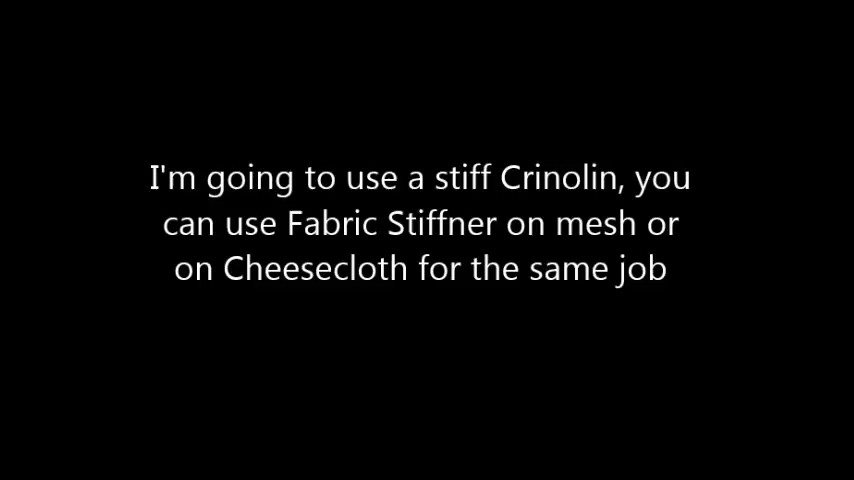 I'm going to use a stiff Crinolin, you
can use Fabric Stiffner on mesh or
on Cheesecloth for the same job